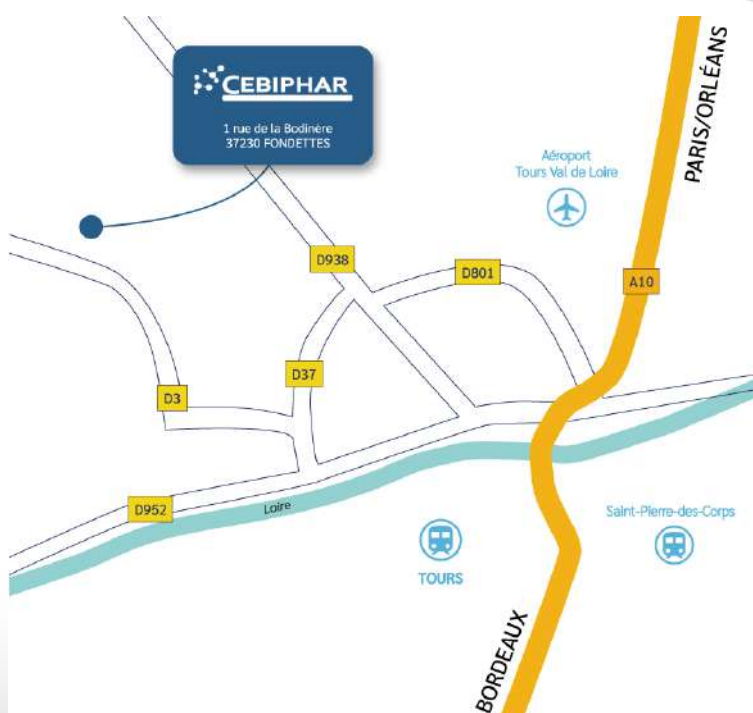 CEBIPHAR
1 rue de la Bodinère
37230 FONDETTES
PARIS/ORLÉANS
Aéroport
Tours Val de Loire
D938
D801
A10
D37
D3
D952
Loire
Saint-Pierre-des-Corps
TOURS
BORDEAUX